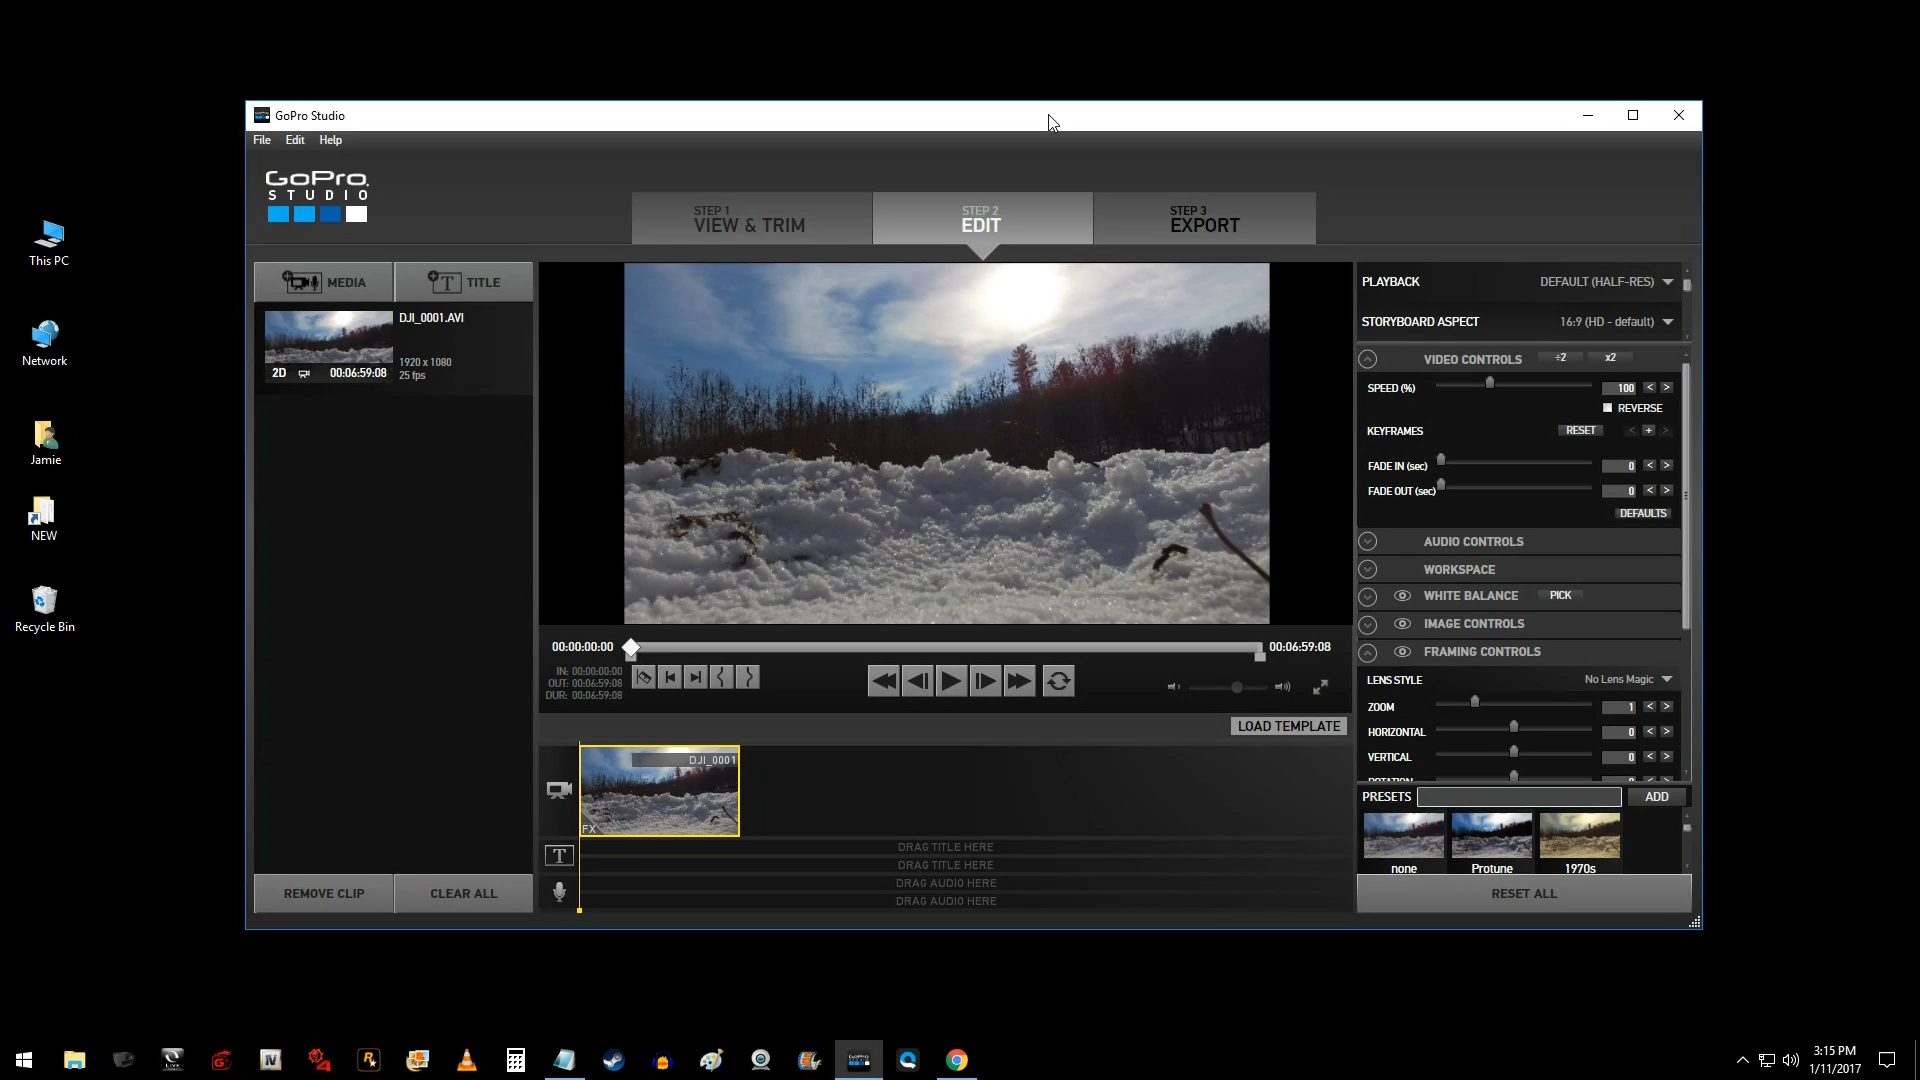 GoPro Studio
File Edit Help
GoPro
STUDIO
STEP 1
VIEW & TRIM
STEP 2
EDIT
STEP 3
EXPORT
This PC
Network
Jamie
NEW
Recycle Bin
MEDIA
T TITLE
DJI_0001.AVI
1920 x 1080
25 fps
2D 00:06:59:08
REMOVE CLIP
CLEAR ALL
00:00:00:00
00:06:59:08
IN: 00:00:00:00
OUT: 00:06:59:08
DUR: 00:06:59:08
LOAD TEMPLATE
DJI_0001
FX
T
DRAG TITLE HERE
DRAG TITLE HERE
DRAG AUDIO HERE
DRAG AUDIO HERE
PLAYBACK DEFAULT (HALF-RES)
STORYBOARD ASPECT 16:9 (HD - default)
VIDEO CONTROLS ÷2 x2
SPEED (%) 100 < >
REVERSE
KEYFRAMES RESET < + >
FADE IN (sec) 0 < >
FADE OUT (sec) 0 < >
DEFAULTS
AUDIO CONTROLS
WORKSPACE
WHITE BALANCE PICK
IMAGE CONTROLS
FRAMING CONTROLS
LENS STYLE No Lens Magic
ZOOM 1 < >
HORIZONTAL 0 < >
VERTICAL 0 < >
ROTATION 0 < >
PRESETS ADD
none Protune 1970s
RESET ALL
LIVE
IV
4
R
GoPro
3:15 PM
1/11/2017